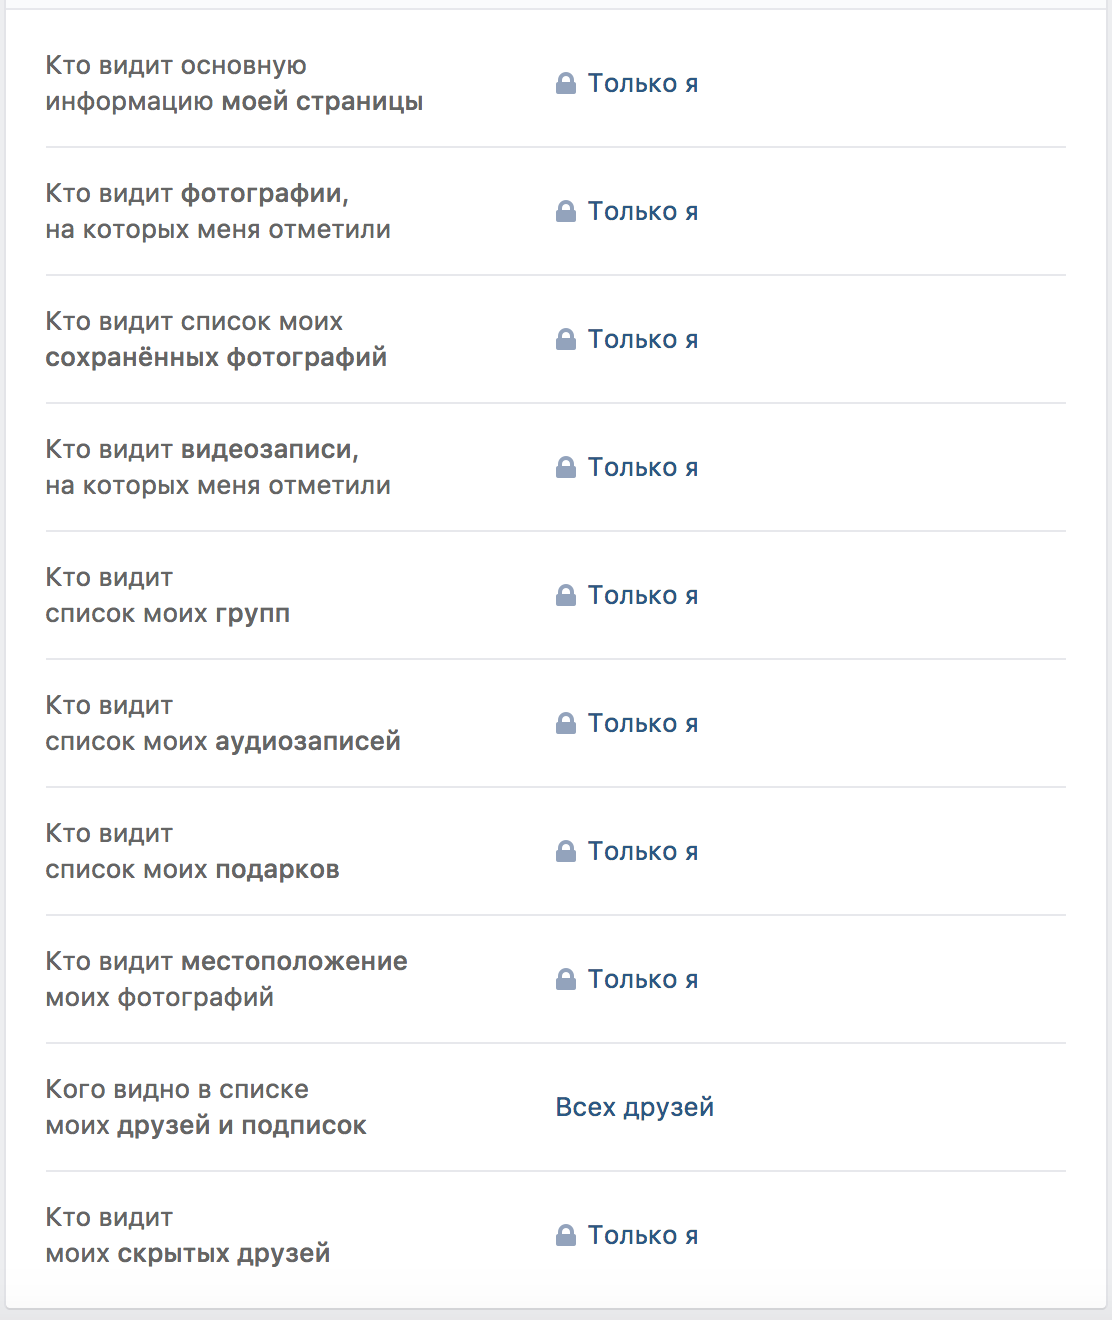 Кто видит основную
информацию моей страницы
Только я
Кто видит фотографии,
на которых меня отметили
Только я
Кто видит список моих
сохранённых фотографий
Только я
Кто видит видеозаписи,
на которых меня отметили
Только я
Кто видит
список моих групп
Только я
Кто видит
список моих аудиозаписей
Только я
Кто видит
список моих подарков
Только я
Кто видит местоположение
моих фотографий
Только я
Кого видно в списке
моих друзей и подписок
Всех друзей
Кто видит
моих скрытых друзей
Только я